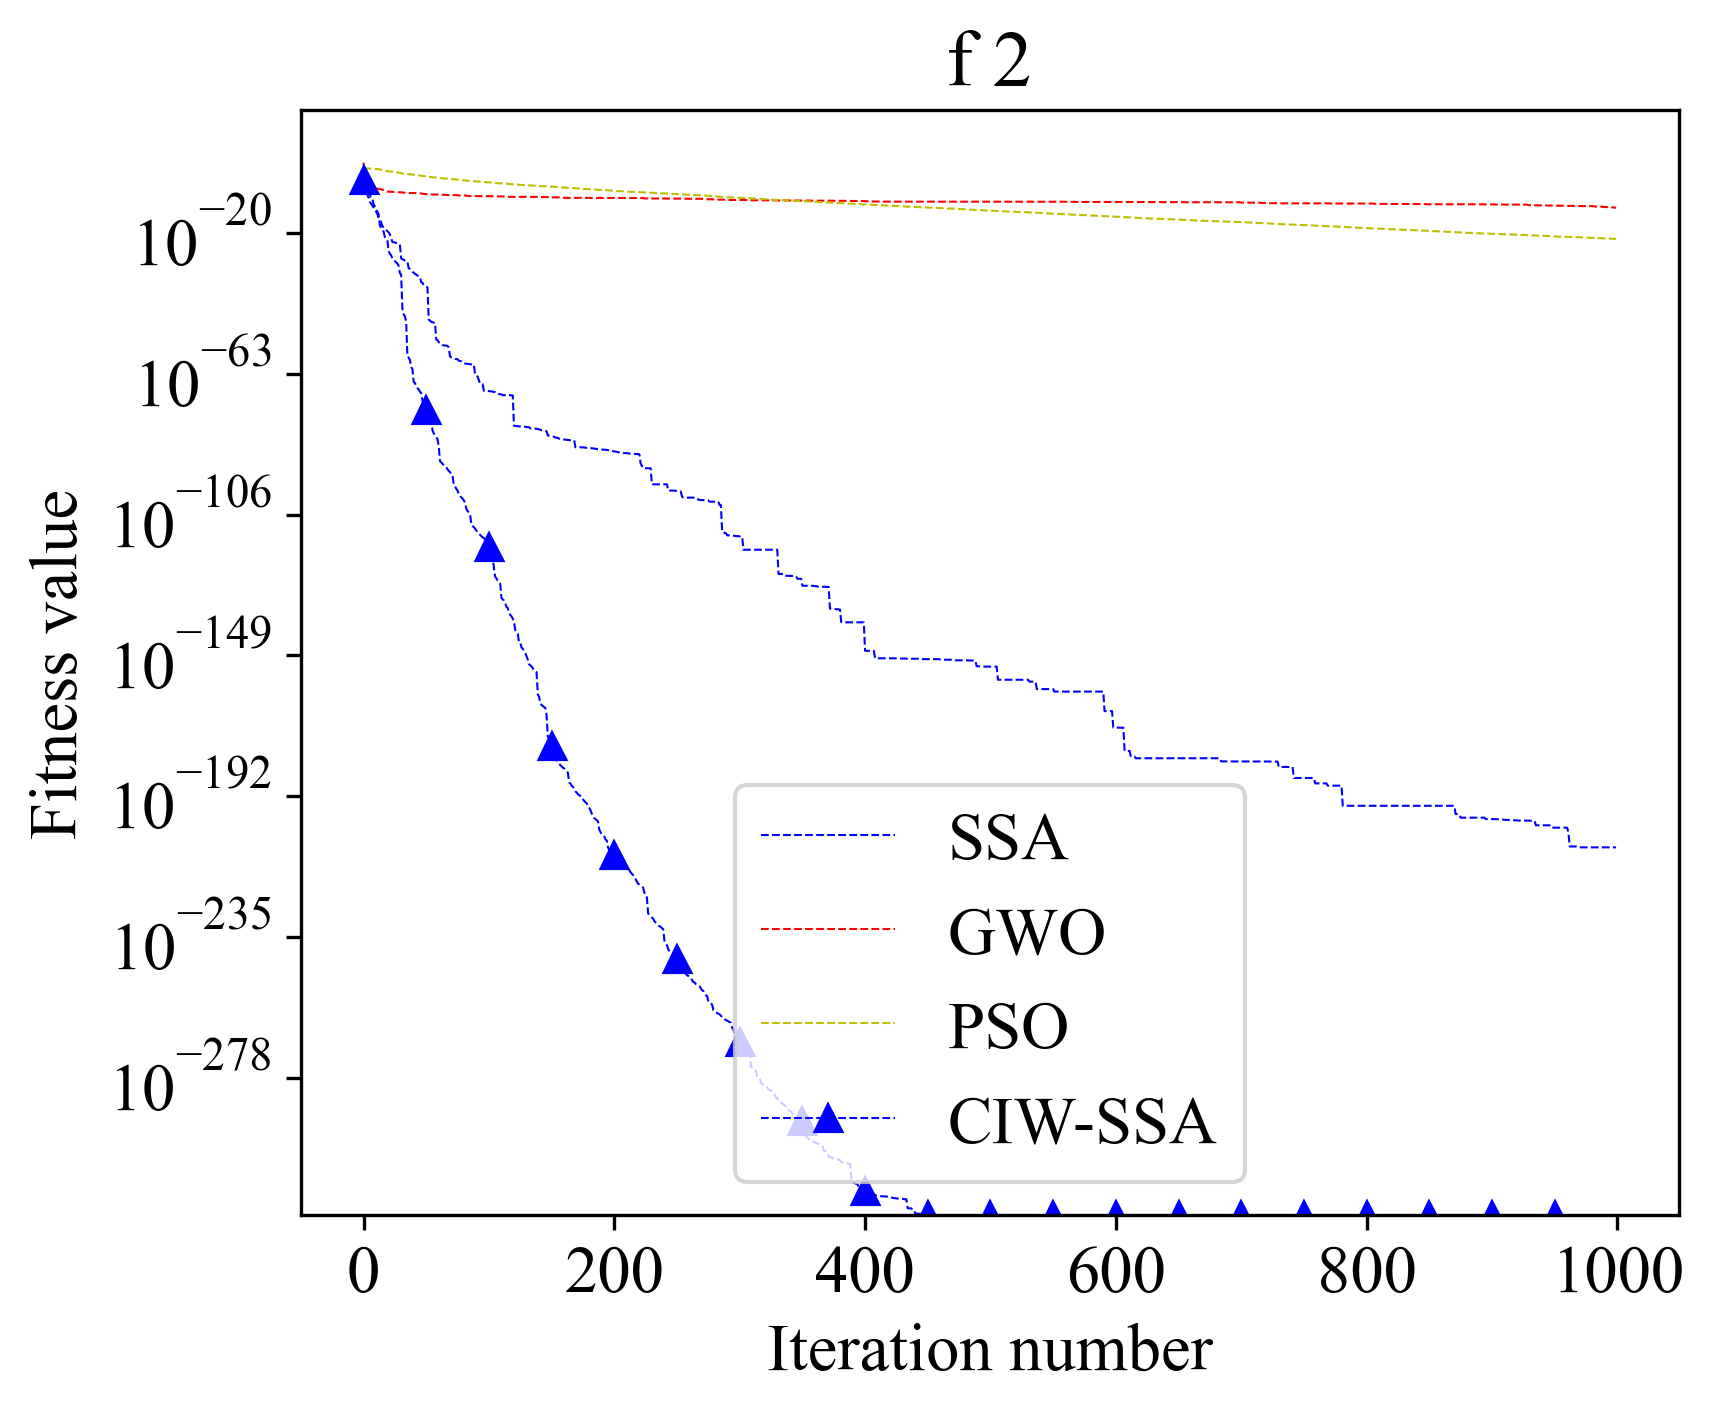 f 2
10^−20
10^−63
10^−106
10^−149
10^−192
10^−235
10^−278
Fitness value
SSA
GWO
PSO
CIW-SSA
0 200 400 600 800 1000
Iteration number